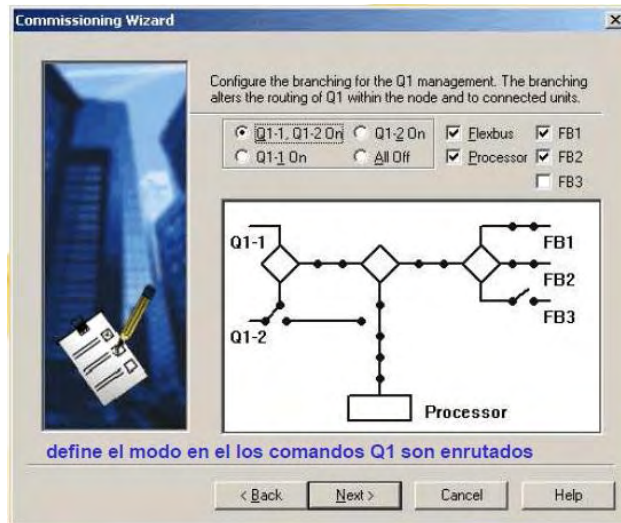 Commissioning Wizard
Configure the branching for the Q1 management. The branching
alters the routing of Q1 within the node and to connected units.
Q1-1, Q1-2 On Q1-2 On Flexbus FB1
Q1-1 On All Off Processor FB2
FB3
Q1-1
FB1
FB2
FB3
Q1-2
Processor
define el modo en el los comandos Q1 son enrutados
< Back Next > Cancel Help